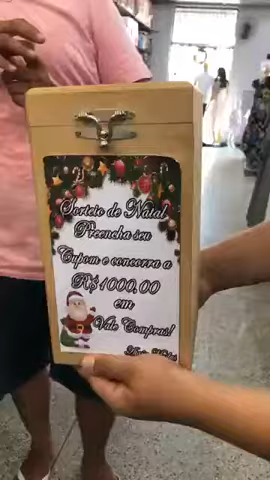 Sorteio de Natal
Preencha seu
Cupom e concorra a
R$1000,00
em
Vale Compras!